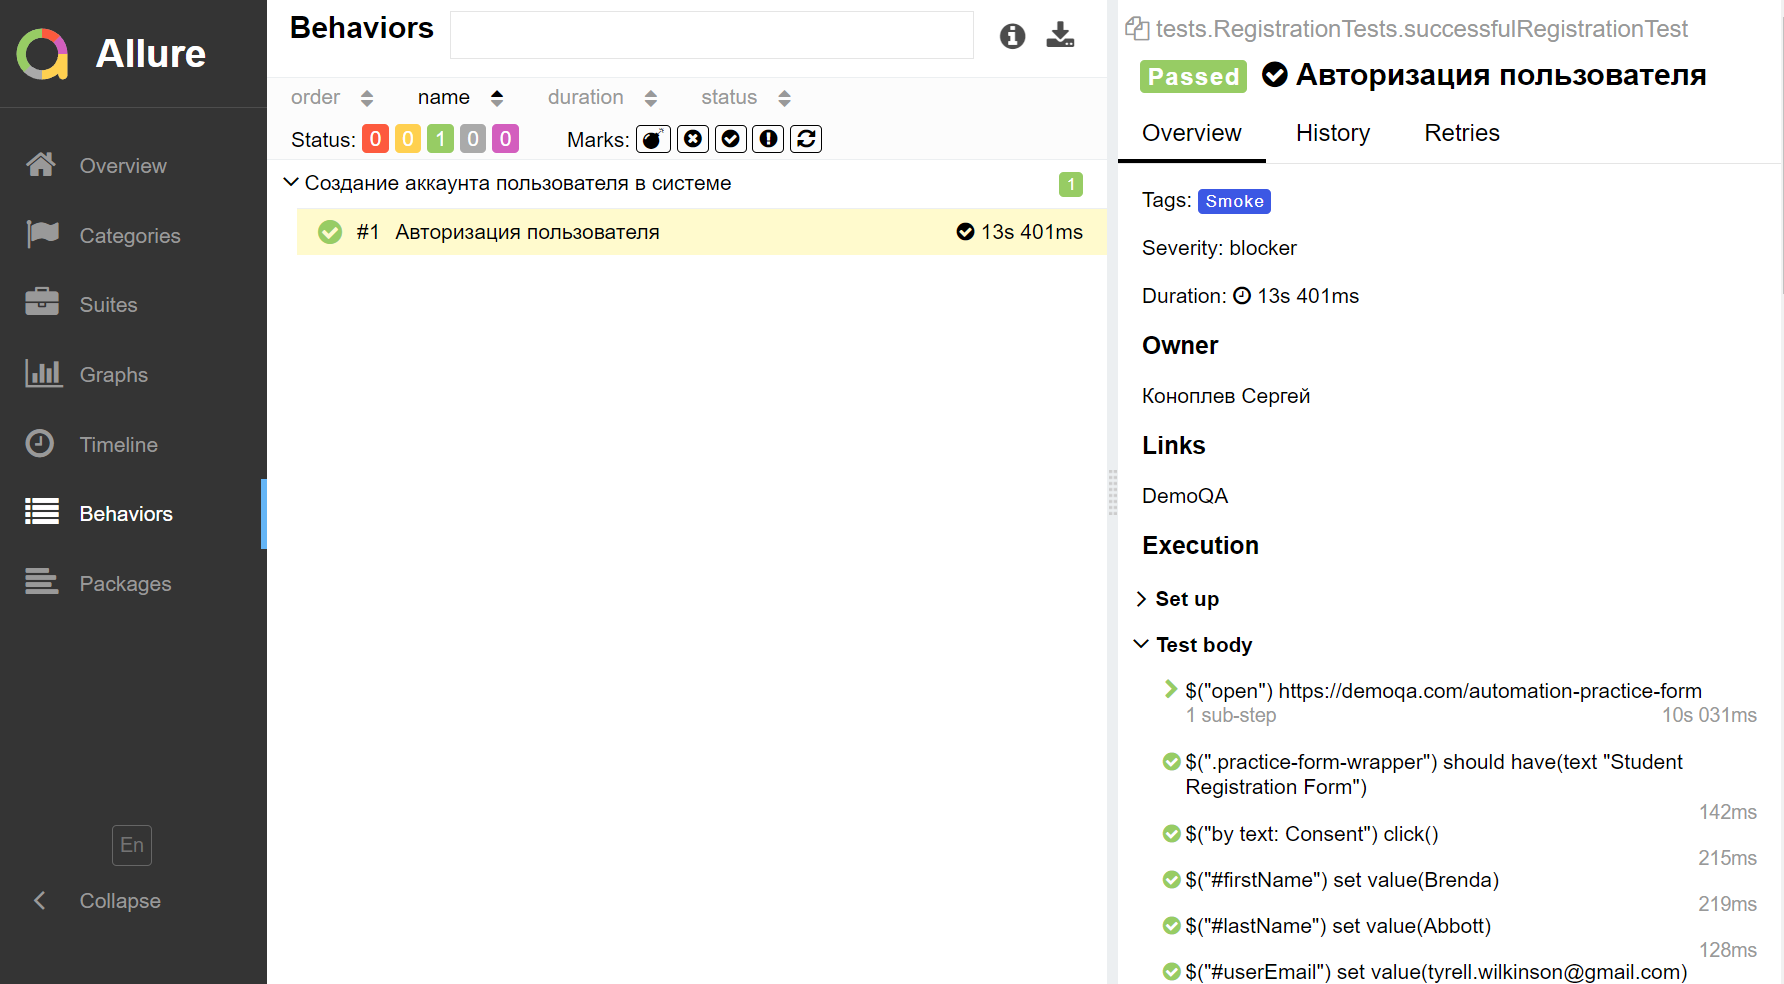 Allure
Overview
Categories
Suites
Graphs
Timeline
Behaviors
Packages
En
Collapse
Behaviors
order name duration status
Status: 0 0 1 0 0 Marks:
Создание аккаунта пользователя в системе 1
#1 Авторизация пользователя 13s 401ms
tests.RegistrationTests.successfulRegistrationTest
Passed Авторизация пользователя
Overview History Retries
Tags: Smoke
Severity: blocker
Duration: 13s 401ms
Owner
Коноплев Сергей
Links
DemoQA
Execution
Set up
Test body
$("open") https://demoqa.com/automation-practice-form
1 sub-step 10s 031ms
$(".practice-form-wrapper") should have(text "Student
Registration Form")
142ms
$("by text: Consent") click()
215ms
$("#firstName") set value(Brenda)
219ms
$("#lastName") set value(Abbott)
128ms
$("#userEmail") set value(tyrell.wilkinson@gmail.com)